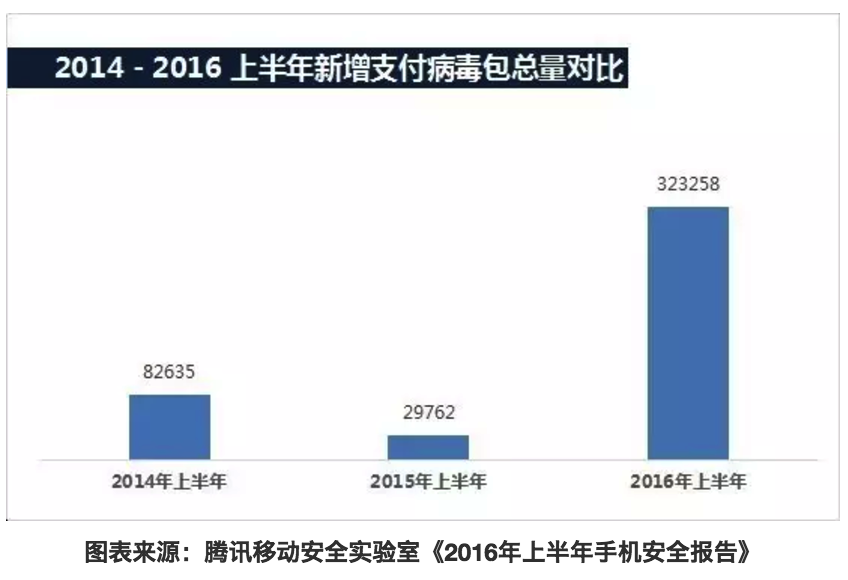 2014 - 2016 上半年新增支付病毒包总量对比
323258
82635
29762
2014年上半年
2015年上半年
2016年上半年
图表来源：腾讯移动安全实验室《2016年上半年手机安全报告》